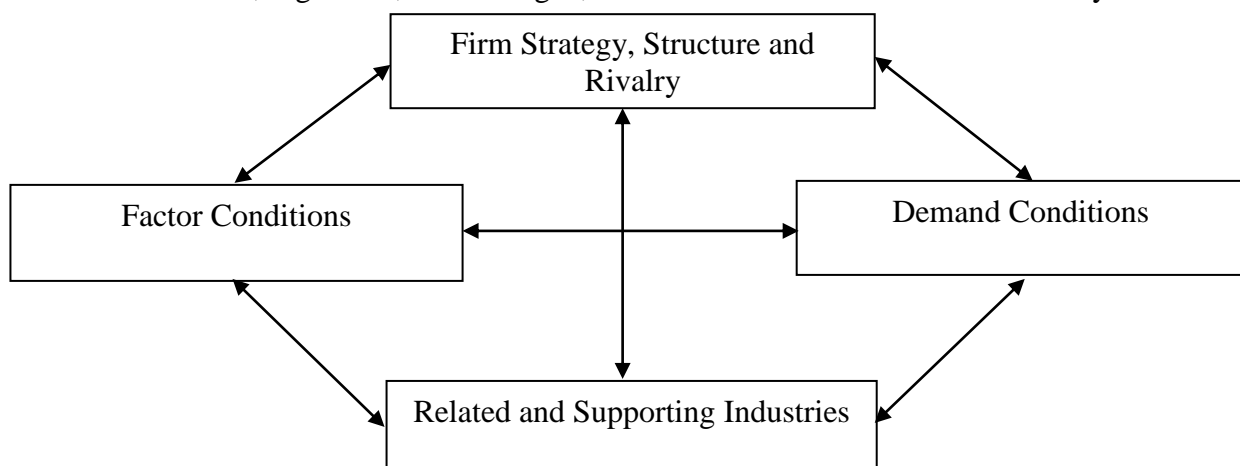 Firm Strategy, Structure and
Rivalry
Factor Conditions
Demand Conditions
Related and Supporting Industries